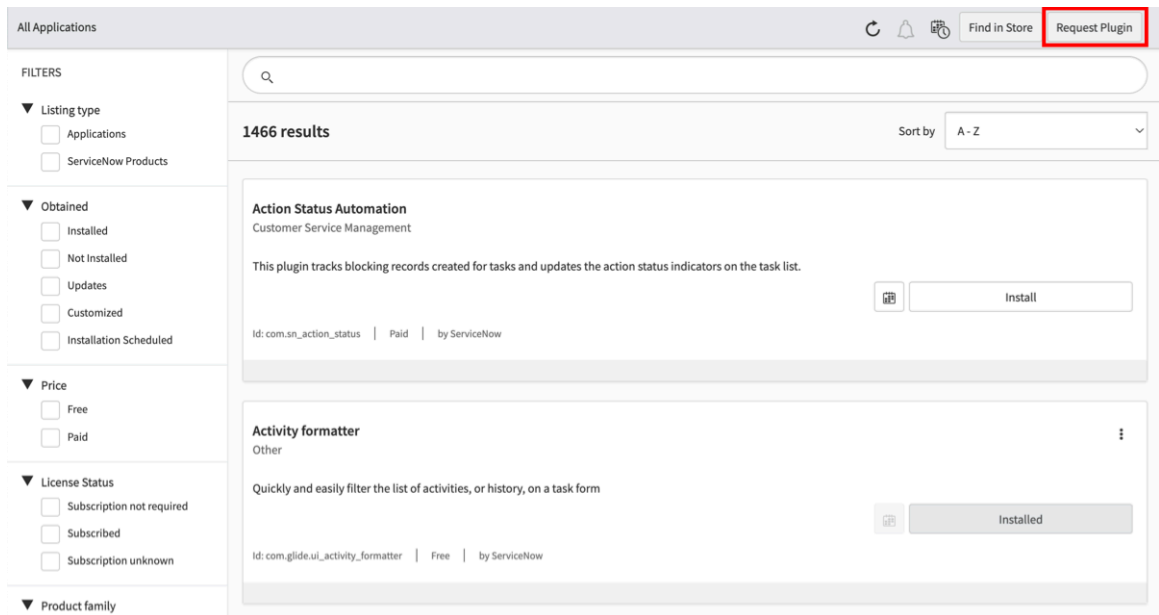 All Applications
Find in Store
Request Plugin
FILTERS
Listing type
Applications
ServiceNow Products
Obtained
Installed
Not Installed
Updates
Customized
Installation Scheduled
Price
Free
Paid
License Status
Subscription not required
Subscribed
Subscription unknown
Product family
1466 results
Sort by
A - Z
Action Status Automation
Customer Service Management
This plugin tracks blocking records created for tasks and updates the action status indicators on the task list.
Install
Id: com.sn_action_status | Paid | by ServiceNow
Activity formatter
Other
Quickly and easily filter the list of activities, or history, on a task form
Installed
Id: com.glide.ui_activity_formatter | Free | by ServiceNow